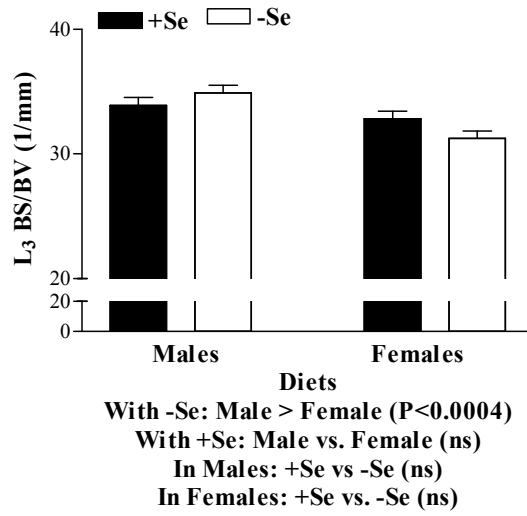 +Se -Se
40
30
20
20
0
L₃ BS/BV (1/mm)
Males Females
Diets
With -Se: Male > Female (P<0.0004)
With +Se: Male vs. Female (ns)
In Males: +Se vs -Se (ns)
In Females: +Se vs. -Se (ns)